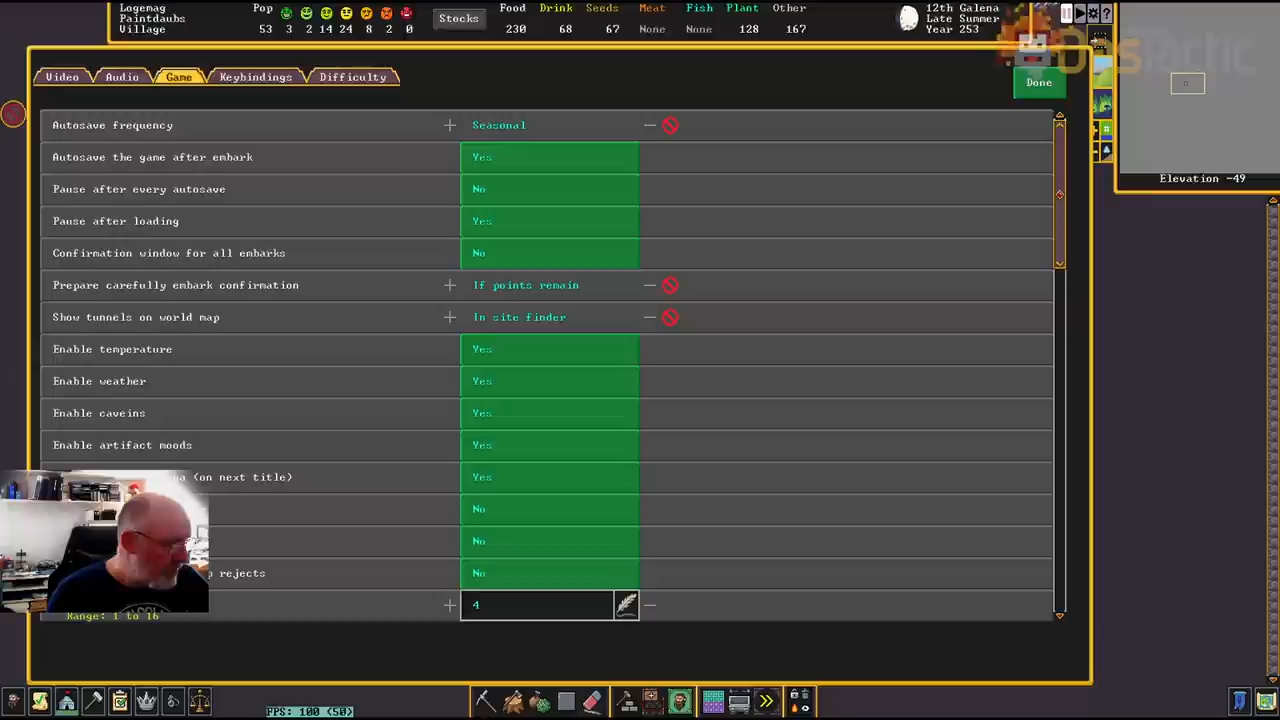 Logemag
Paintdaubs
Village
Pop
53 3 2 14 24 8 2 0
Stocks
Food Drink Seeds Meat Fish Plant Other
230 68 67 None None 128 167
12th Galena
Late Summer
Year 253
DasTactic
Video Audio Game Keybindings Difficulty
Done
Elevation -49
Autosave frequency + Seasonal —
Autosave the game after embark Yes
Pause after every autosave No
Pause after loading Yes
Confirmation window for all embarks No
Prepare carefully embark confirmation + If points remain —
Show tunnels on world map + In site finder —
Enable temperature Yes
Enable weather Yes
Enable caveins Yes
Enable artifact moods Yes
(on next title) Yes
No
No
rejects No
+ 4 —
Range: 1 to 16
FPS: 100 (50)